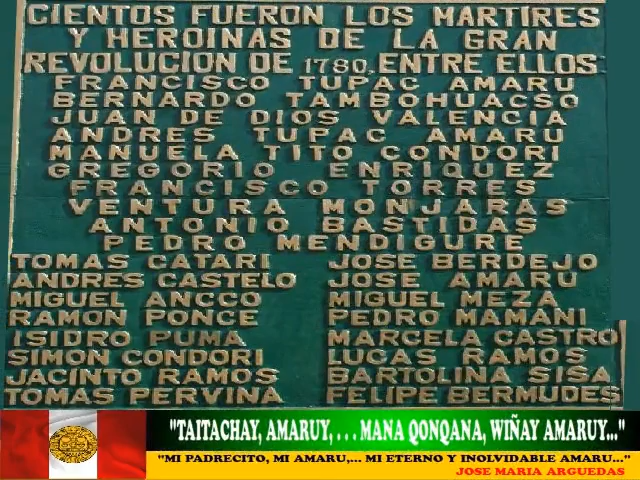 CIENTOS FUERON LOS MARTIRES
Y HEROINAS DE LA GRAN
REVOLUCION DE 1780, ENTRE ELLOS
FRANCISCO TUPAC AMARU
BERNARDO TAMBOHUACSO
JUAN DE DIOS VALENCIA
ANDRES TUPAC AMARU
MANUELA TITO CONDORI
GREGORIO ENRIQUEZ
FRANCISCO TORRES
VENTURA MONJARAS
ANTONIO BASTIDAS
PEDRO MENDIGURE
TOMAS CATARI JOSE BERDEJO
ANDRES CASTELO JOSE AMARU
MIGUEL ANCCO MIGUEL MEZA
RAMON PONCE PEDRO MAMANI
ISIDRO PUMA MARCELA CASTRO
SIMON CONDORI LUCAS RAMOS
JACINTO RAMOS BARTOLINA SISA
TOMAS PERVINA FELIPE BERMUDES
"TAITACHAY, AMARUY, . . . MANA QONQANA, WIÑAY AMARUY..."
"MI PADRECITO, MI AMARU,... MI ETERNO Y INOLVIDABLE AMARU..."
JOSE MARIA ARGUEDAS